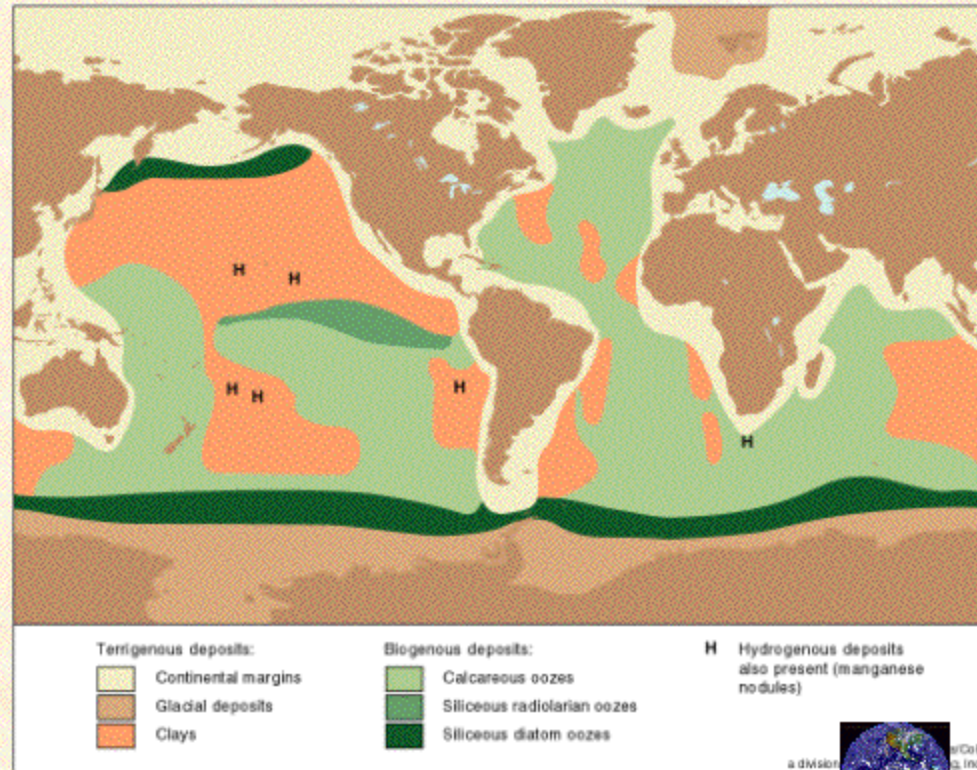 H
H
H
H
H
H
Terrigenous deposits:
Continental margins
Glacial deposits
Clays
Biogenous deposits:
Calcareous oozes
Siliceous radiolarian oozes
Siliceous diatom oozes
H Hydrogenous deposits
also present (manganese
nodules)
a division